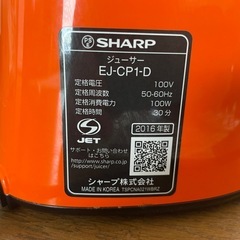 PS E SHARP
ジューサー
EJ-CP1-D
定格電圧 100V
定格周波数 50-60Hz
定格消費電力 100W
定格時間 30分
S JET
2016年製
サポート・お問い合わせ
はこちら
http://www.sharp.co.jp
/support/juicer/
シャープ株式会社
MADE IN KOREA